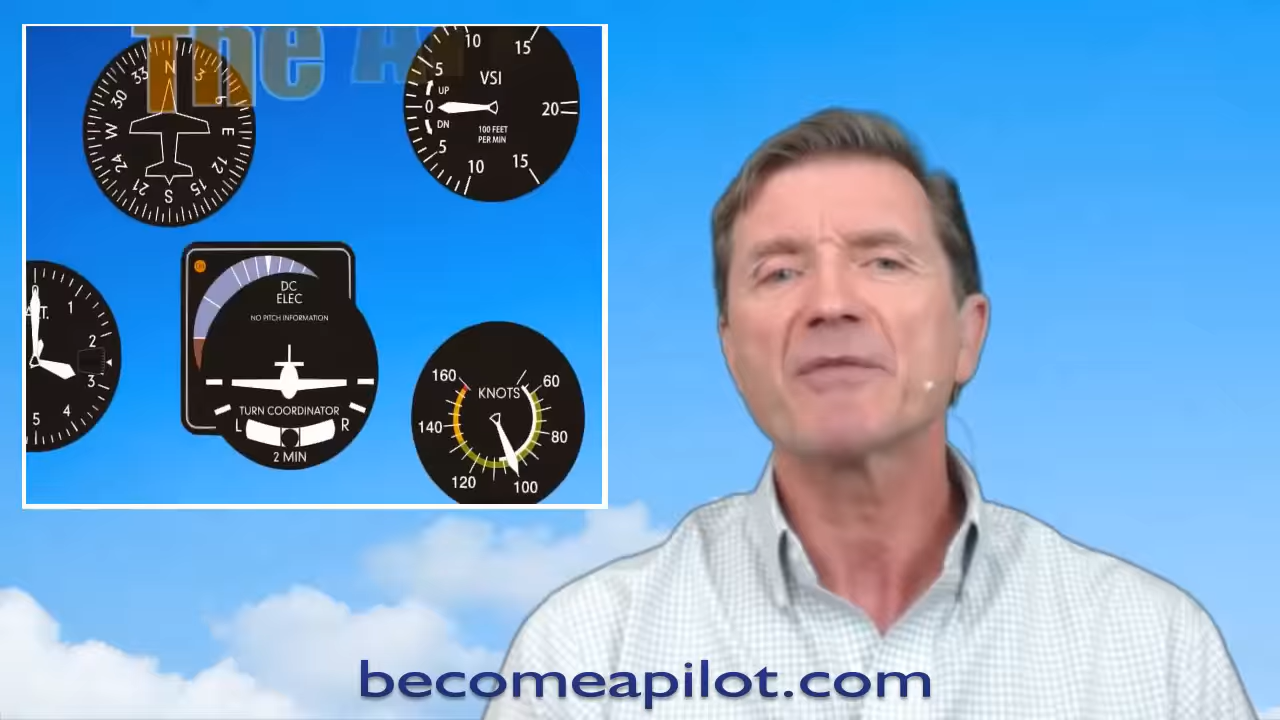 The A
N
3
6
E
12
15
S
21
24
W
30
33
10
15
5
VSI
UP
0
20
DN
100 FEET
PER MIN
5
10
15
1
2
3
4
5
DC
ELEC
NO PITCH INFORMATION
TURN COORDINATOR
L
R
2 MIN
160
KNOTS
60
140
80
120
100
becomeapilot.com